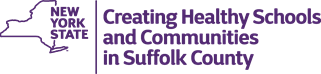 NEW
YORK
STATE
Creating Healthy Schools
and Communities
in Suffolk County